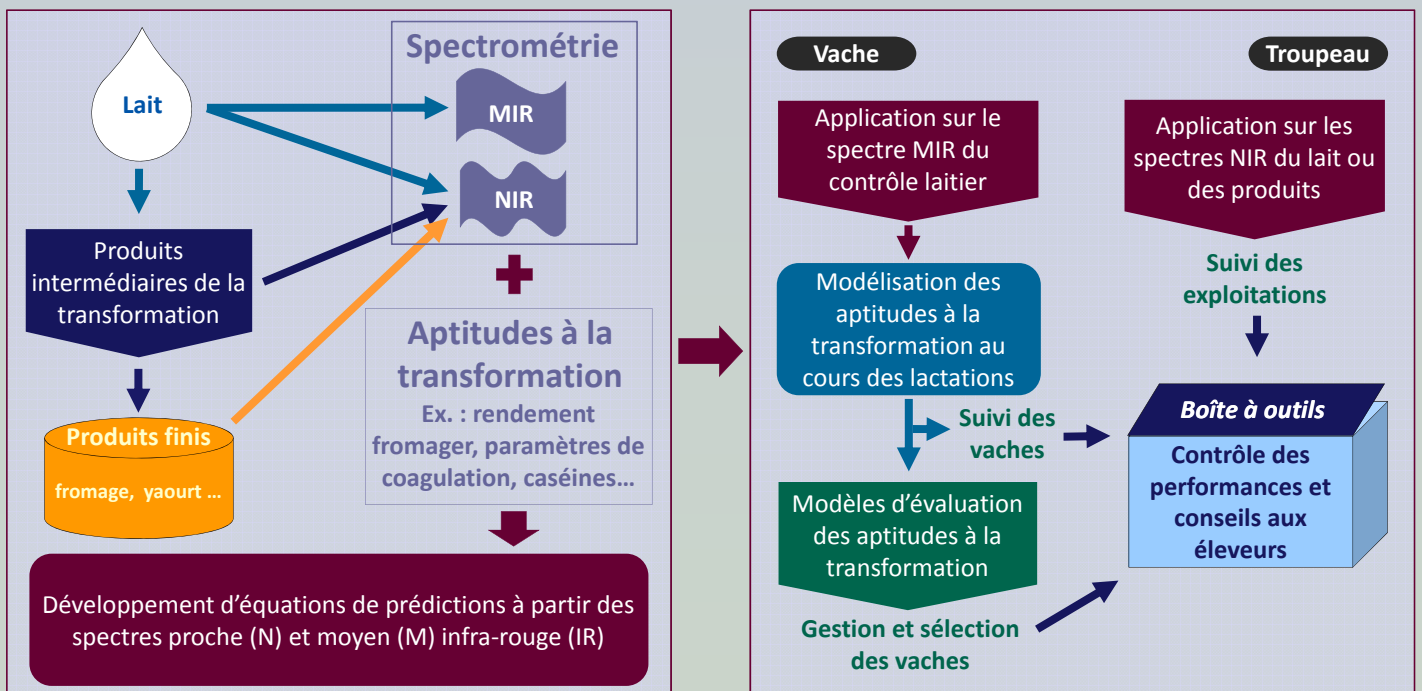 Lait
Spectrométrie
MIR
NIR
Produits
intermédiaires de la
transformation
Produits finis
fromage, yaourt ...
Aptitudes à la
transformation
Ex. : rendement
fromager, paramètres de
coagulation, caséines...
Développement d'équations de prédictions à partir des
spectres proche (N) et moyen (M) infra-rouge (IR)
Vache
Application sur le
spectre MIR du
contrôle laitier
Modélisation des
aptitudes à la
transformation au
cours des lactations
Suivi des
vaches
Modèles d'évaluation
des aptitudes à la
transformation
Gestion et sélection
des vaches
Troupeau
Application sur les
spectres NIR du lait ou
des produits
Suivi des
exploitations
Boîte à outils
Contrôle des
performances et
conseils aux
éleveurs